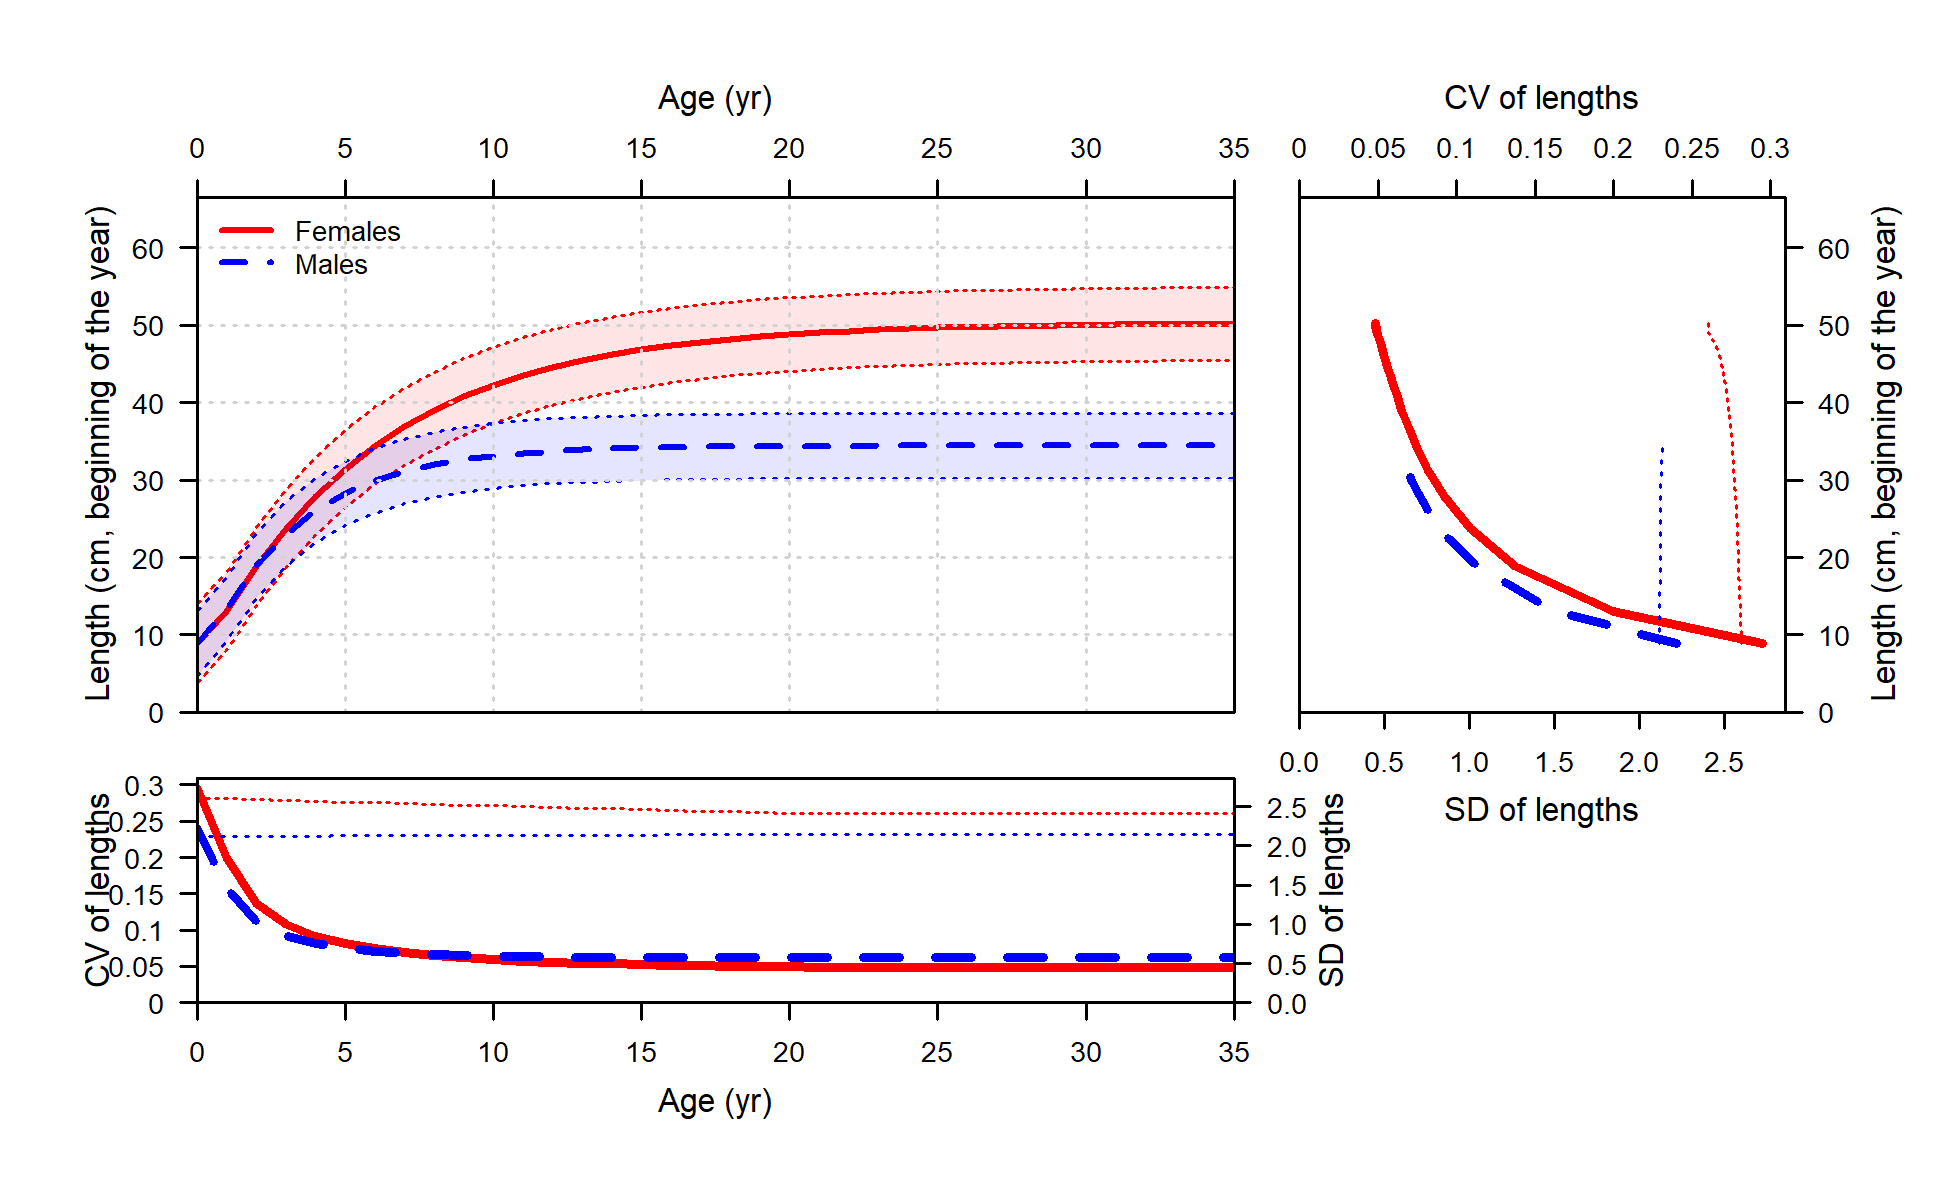 Age (yr)
0 5 10 15 20 25 30 35
Length (cm, beginning of the year)
60
50
40
30
20
10
0
Females
Males
CV of lengths
0 0.05 0.1 0.15 0.2 0.25 0.3
60
50
40
30
20
10
0
Length (cm, beginning of the year)
0.0 0.5 1.0 1.5 2.0 2.5
SD of lengths
CV of lengths
0.3
0.25
0.2
0.15
0.1
0.05
0
2.5
2.0
1.5
1.0
0.5
0.0
SD of lengths
0 5 10 15 20 25 30 35
Age (yr)